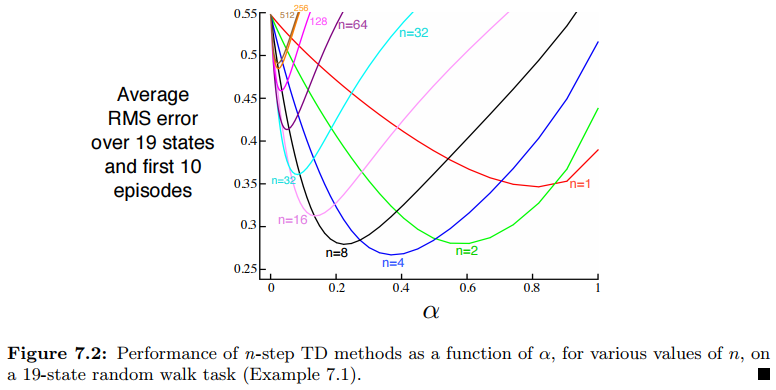 0.55
512
256
128
n=64
n=32
0.5
0.45
0.4
0.35
0.3
0.25
Average
RMS error
over 19 states
and first 10
episodes
n=32
n=16
n=8
n=4
n=2
n=1
0
0.2
0.4
0.6
0.8
1
α
Figure 7.2: Performance of n-step TD methods as a function of α, for various values of n, on
a 19-state random walk task (Example 7.1).